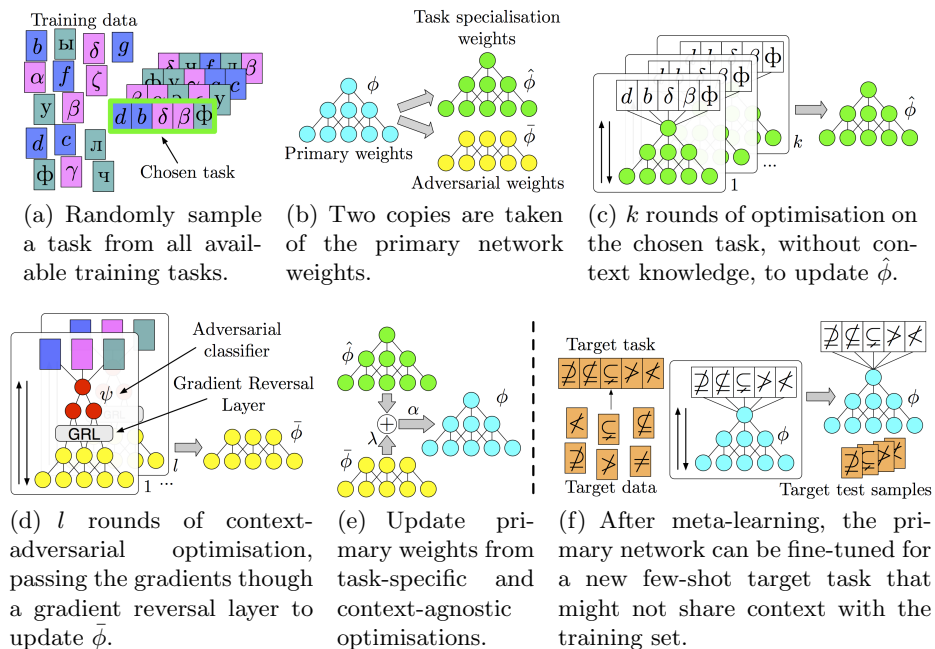 Training data
b ы δ g
α f ζ
y β
d c л
ф γ ч
d b δ β ф
Chosen task
(a) Randomly sample
a task from all avail-
able training tasks.
Task specialisation
weights
ϕ
ϕ̂
ϕ̄
Primary weights
Adversarial weights
(b) Two copies are taken
of the primary network
weights.
d b δ β ф
k
...
1
ϕ̂
(c) k rounds of optimisation on
the chosen task, without con-
text knowledge, to update ϕ̂.
Adversarial
classifier
ψ
Gradient Reversal
Layer
GRL
l
1 ...
ϕ̄
(d) l rounds of context-
adversarial optimisation,
passing the gradients though
a gradient reversal layer to
update ϕ̄.
ϕ̂
ϕ
α
+
λ
ϕ̄
(e) Update primary
weights from
task-specific and
context-agnostic
optimisations.
Target task
⊉ ⊈ ⊊ ≯ ≮
≮ ⊊ ⊈
⊉ ≯ ≠
Target data
⊉ ⊈ ⊊ ≯ ≮
ϕ
⊉ ⊈ ⊊ ≯ ≮
ϕ
Target test samples
(f) After meta-learning, the pri-
mary network can be fine-tuned for
a new few-shot target task that
might not share context with the
training set.